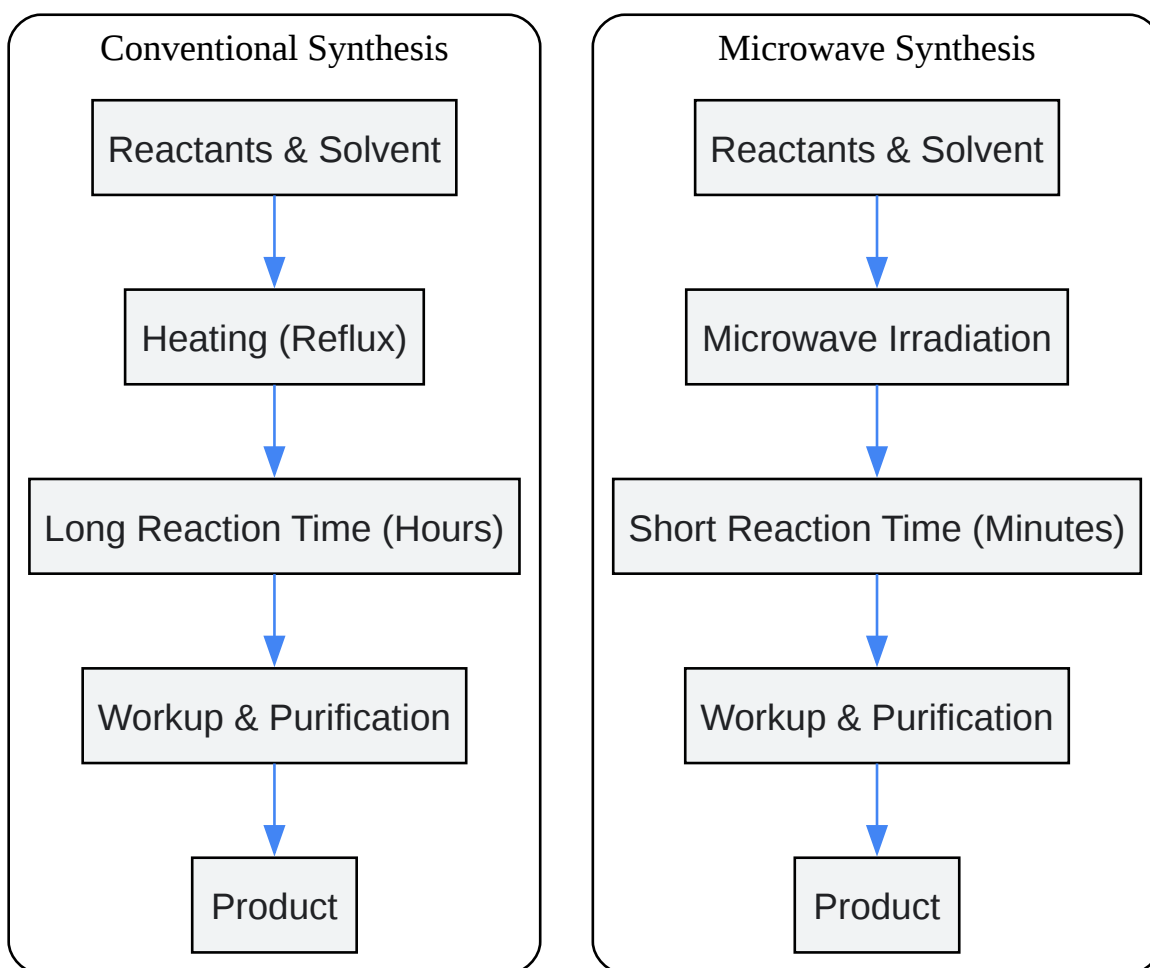 Conventional Synthesis
Reactants & Solvent
Heating (Reflux)
Long Reaction Time (Hours)
Workup & Purification
Product
Microwave Synthesis
Reactants & Solvent
Microwave Irradiation
Short Reaction Time (Minutes)
Workup & Purification
Product